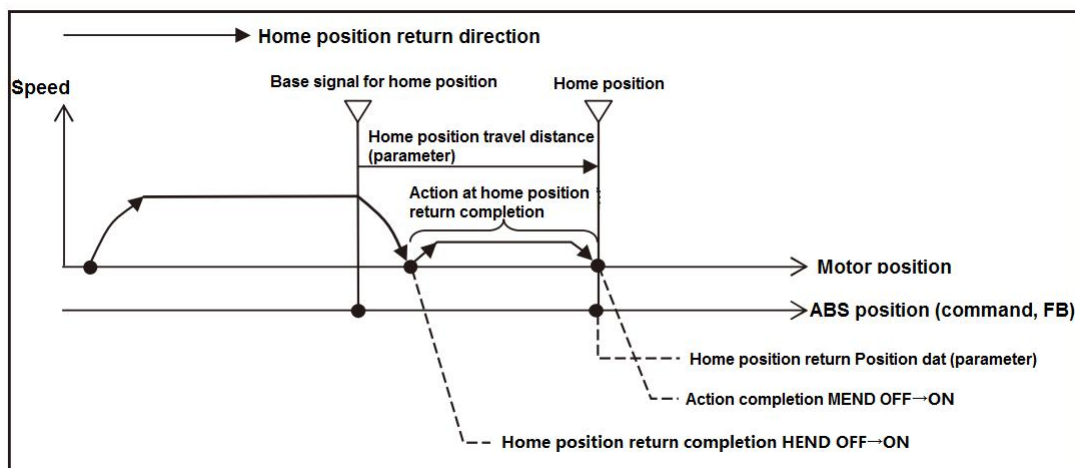 Home position return direction
Base signal for home position
Home position
Speed
Home position travel distance
(parameter)
Action at home position
return completion
Motor position
ABS position (command, FB)
Home position return Position dat (parameter)
Action completion MEND OFF→ON
Home position return completion HEND OFF→ON